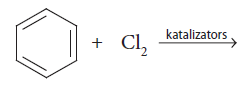 + Cl₂ katalizators